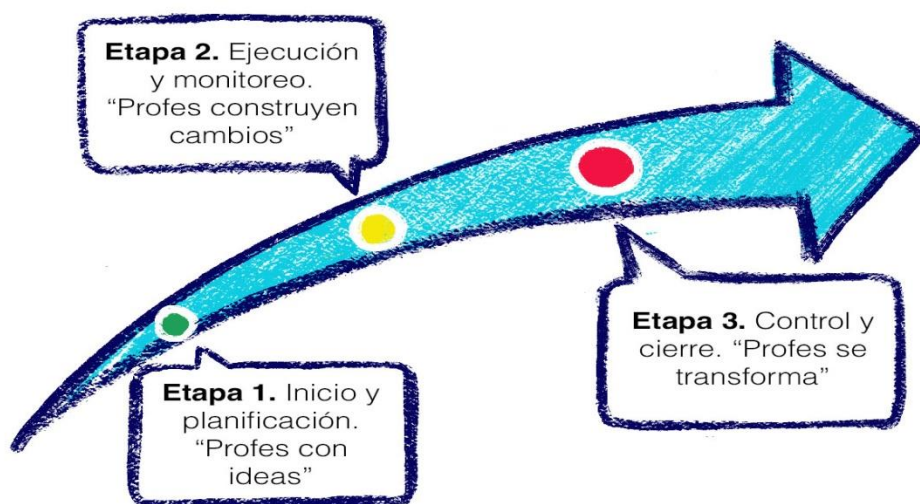 Etapa 2. Ejecución
y monitoreo.
“Profes construyen
cambios”
Etapa 3. Control y
cierre. “Profes se
transforma”
Etapa 1. Inicio y
planificación.
“Profes con
ideas”